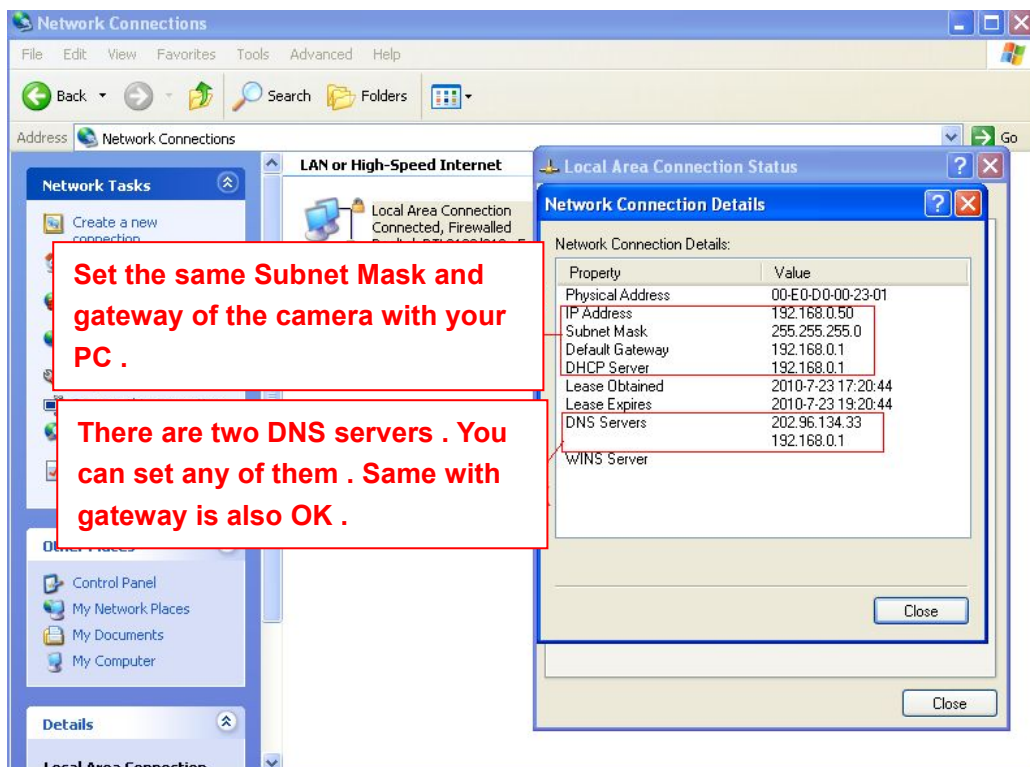 Network Connections
File Edit View Favorites Tools Advanced Help
Back Search Folders
Address Network Connections Go
Network Tasks
Create a new
connection
LAN or High-Speed Internet
Local Area Connection
Connected, Firewalled
Set the same Subnet Mask and
gateway of the camera with your
PC .
There are two DNS servers . You
can set any of them . Same with
gateway is also OK .
Other Places
Control Panel
My Network Places
My Documents
My Computer
Details
Local Area Connection
Local Area Connection Status
Network Connection Details
Network Connection Details:
Property Value
Physical Address 00-E0-D0-00-23-01
IP Address 192.168.0.50
Subnet Mask 255.255.255.0
Default Gateway 192.168.0.1
DHCP Server 192.168.0.1
Lease Obtained 2010-7-23 17:20:44
Lease Expires 2010-7-23 19:20:44
DNS Servers 202.96.134.33
192.168.0.1
WINS Server
Close
Close